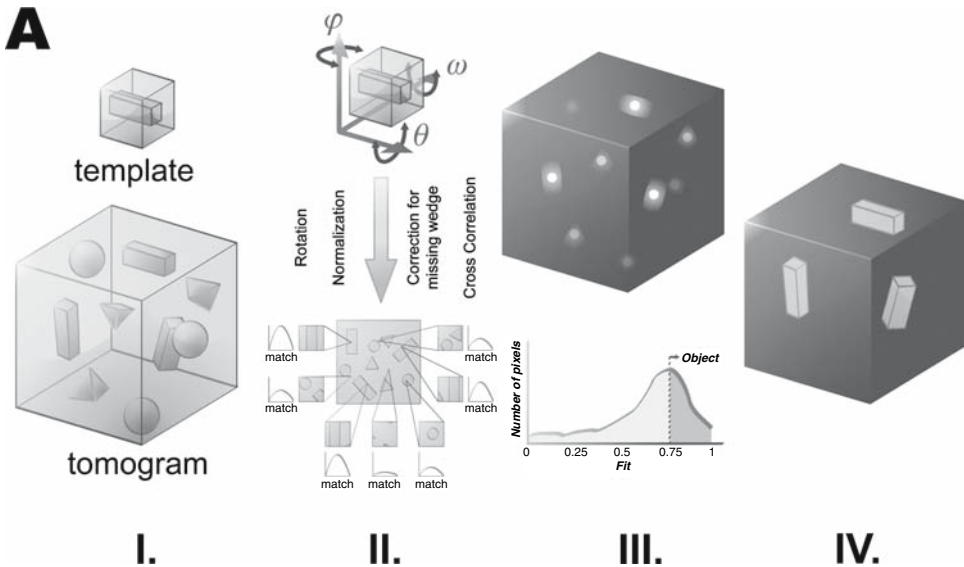 A
template
tomogram
I.
φ
ω
θ
Rotation
Normalization
Correction for
missing wedge
Cross Correlation
match
match
match
match
match
match
match
II.
Number of pixels
Object
0 0.25 0.5 0.75 1
Fit
III.
IV.